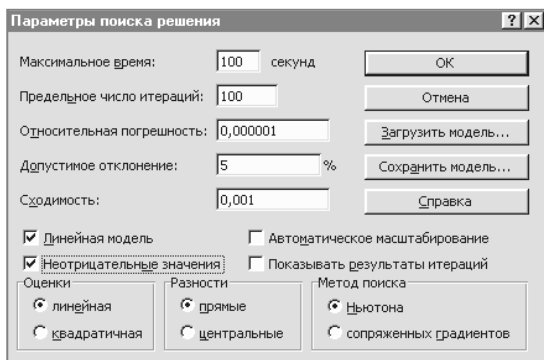 Параметры поиска решения
Максимальное время: 100 секунд OK
Предельное число итераций: 100 Отмена
Относительная погрешность: 0,000001 Загрузить модель...
Допустимое отклонение: 5 % Сохранить модель...
Сходимость: 0,001 Справка
Линейная модель Автоматическое масштабирование
Неотрицательные значения Показывать результаты итераций
Оценки Разности Метод поиска
линейная прямые Ньютона
квадратичная центральные сопряженных градиентов